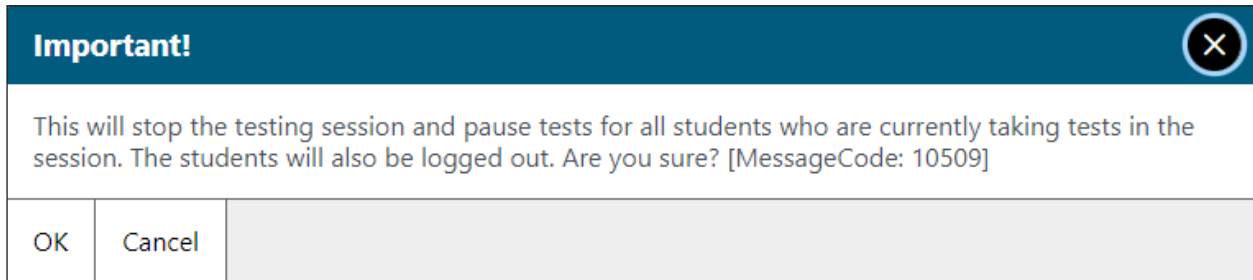 Important!
This will stop the testing session and pause tests for all students who are currently taking tests in the
session. The students will also be logged out. Are you sure? [MessageCode: 10509]
OK
Cancel